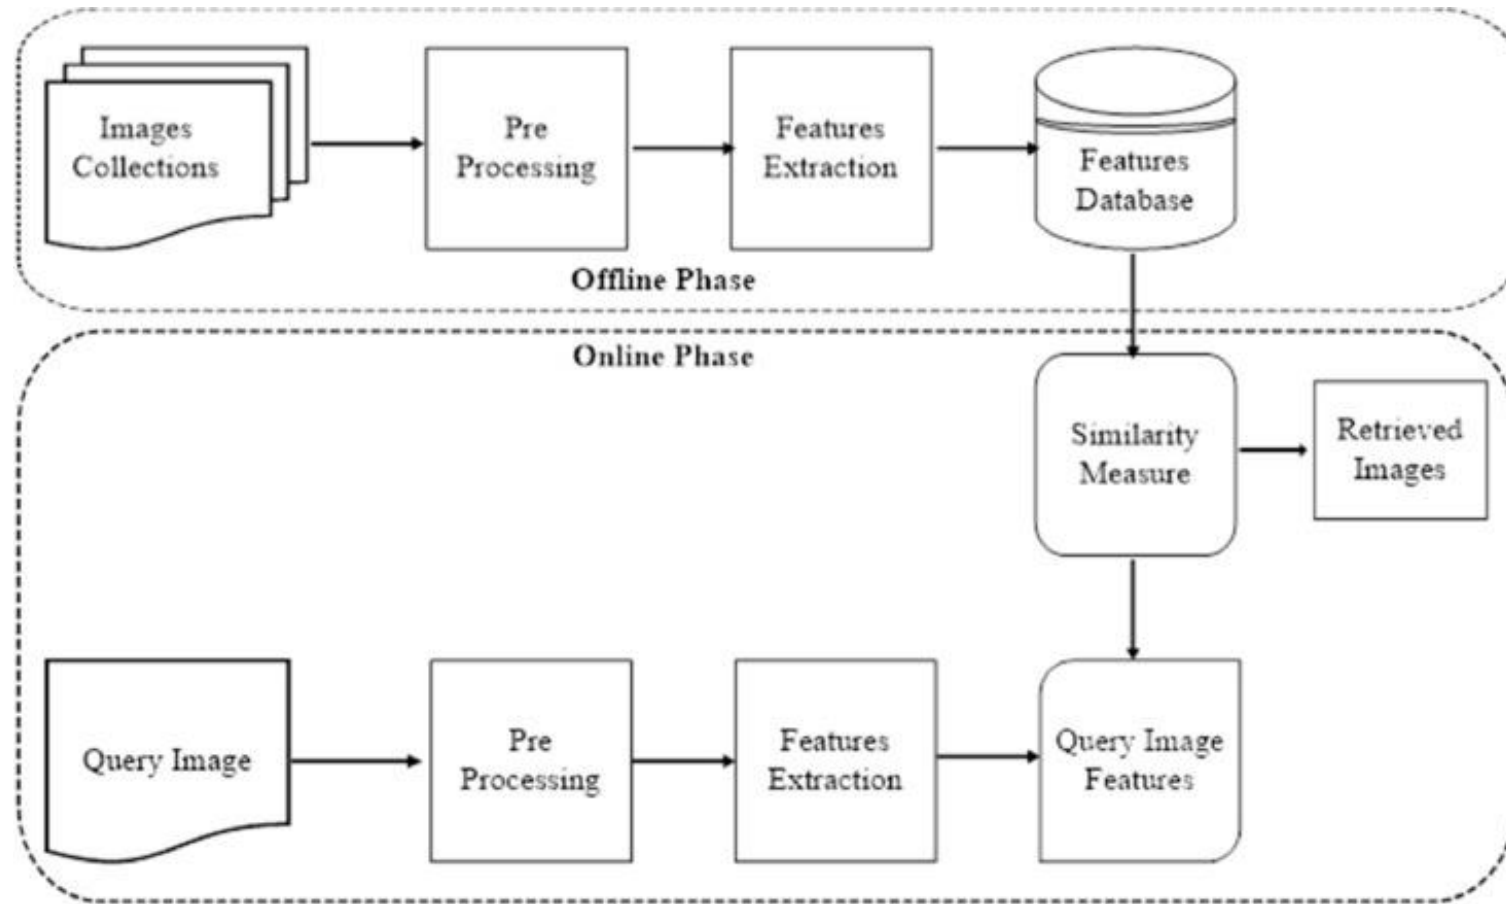 Images
Collections
Pre
Processing
Features
Extraction
Features
Database
Offline Phase
Online Phase
Similarity
Measure
Retrieved
Images
Query Image
Pre
Processing
Features
Extraction
Query Image
Features